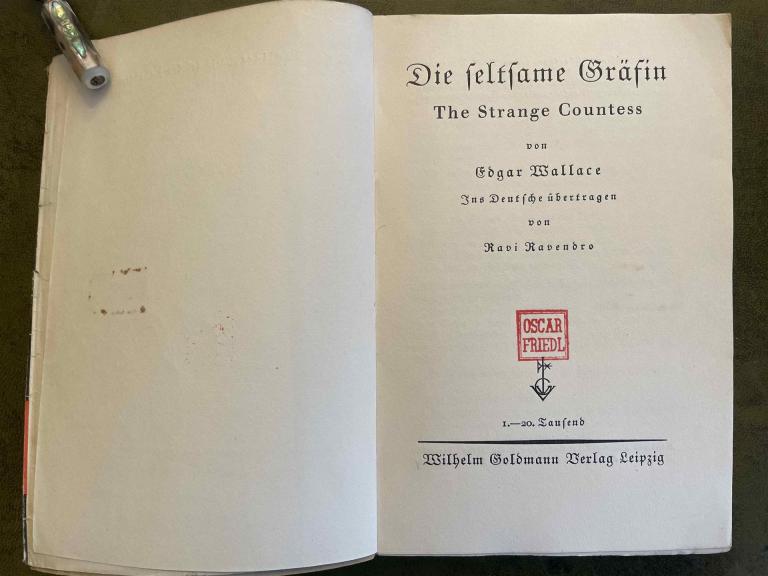 Die seltsame Gräfin
The Strange Countess
von
Edgar Wallace
Ins Deutsche übertragen
von
Ravi Ravendro
OSCAR
FRIEDL
1.—20. Tausend
Wilhelm Goldmann Verlag Leipzig